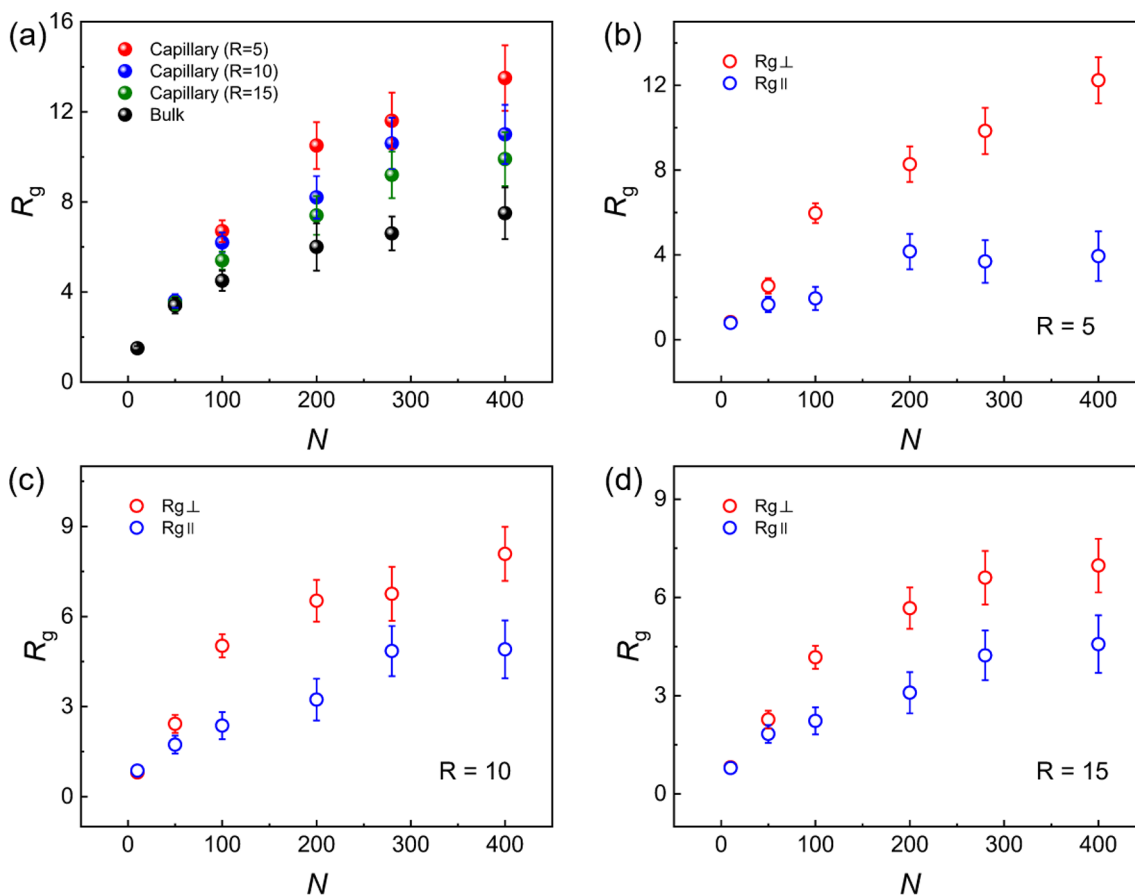 (a)
16
12
8
4
0
Rg
Capillary (R=5)
Capillary (R=10)
Capillary (R=15)
Bulk
0 100 200 300 400
N
(b)
12
8
4
0
Rg
Rg⊥
Rg∥
R = 5
0 100 200 300 400
N
(c)
9
6
3
0
Rg
Rg⊥
Rg∥
R = 10
0 100 200 300 400
N
(d)
9
6
3
0
Rg
Rg⊥
Rg∥
R = 15
0 100 200 300 400
N